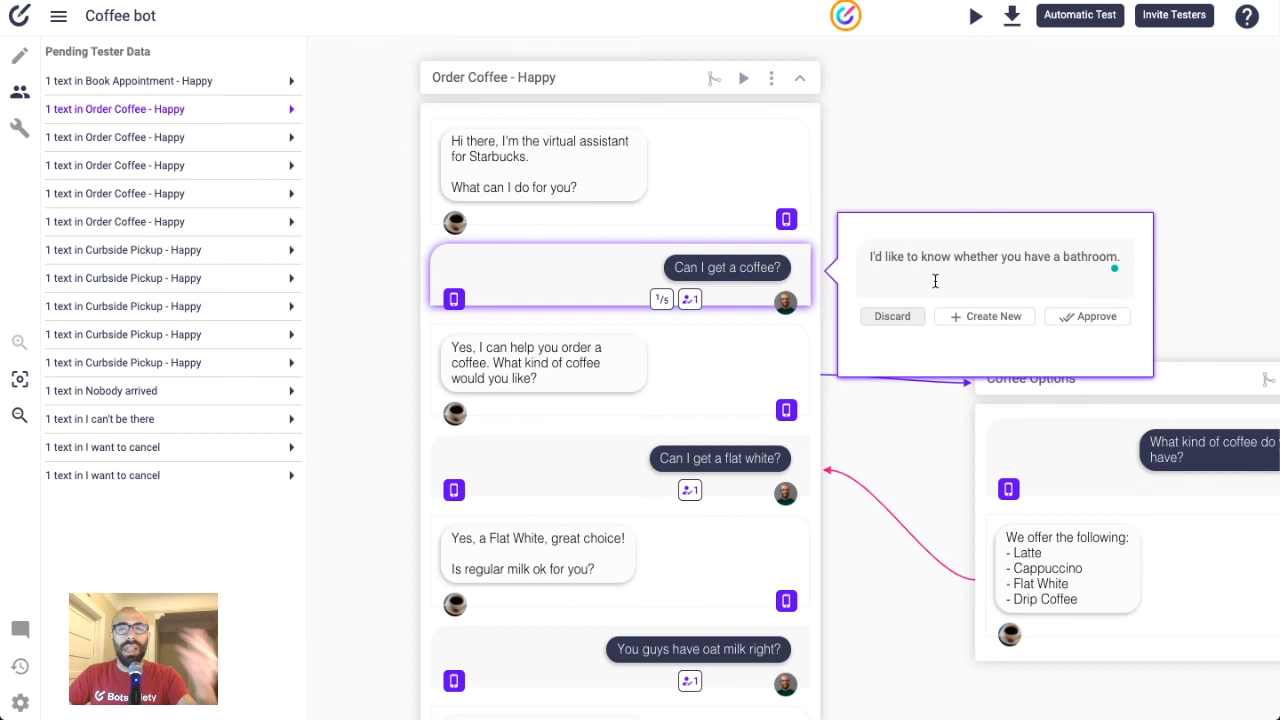 Coffee bot
Automatic Test
Invite Testers
Pending Tester Data
1 text in Book Appointment - Happy
1 text in Order Coffee - Happy
1 text in Order Coffee - Happy
1 text in Order Coffee - Happy
1 text in Order Coffee - Happy
1 text in Order Coffee - Happy
1 text in Curbside Pickup - Happy
1 text in Curbside Pickup - Happy
1 text in Curbside Pickup - Happy
1 text in Curbside Pickup - Happy
1 text in Curbside Pickup - Happy
1 text in Nobody arrived
1 text in I can't be there
1 text in I want to cancel
1 text in I want to cancel
Order Coffee - Happy
Hi there, I'm the virtual assistant
for Starbucks.
What can I do for you?
Can I get a coffee?
1/5
1
Yes, I can help you order a
coffee. What kind of coffee
would you like?
Can I get a flat white?
1
Yes, a Flat White, great choice!
Is regular milk ok for you?
You guys have oat milk right?
1
I'd like to know whether you have a bathroom.
Discard
+ Create New
Approve
Coffee Options
What kind of coffee do
have?
We offer the following:
- Latte
- Cappuccino
- Flat White
- Drip Coffee